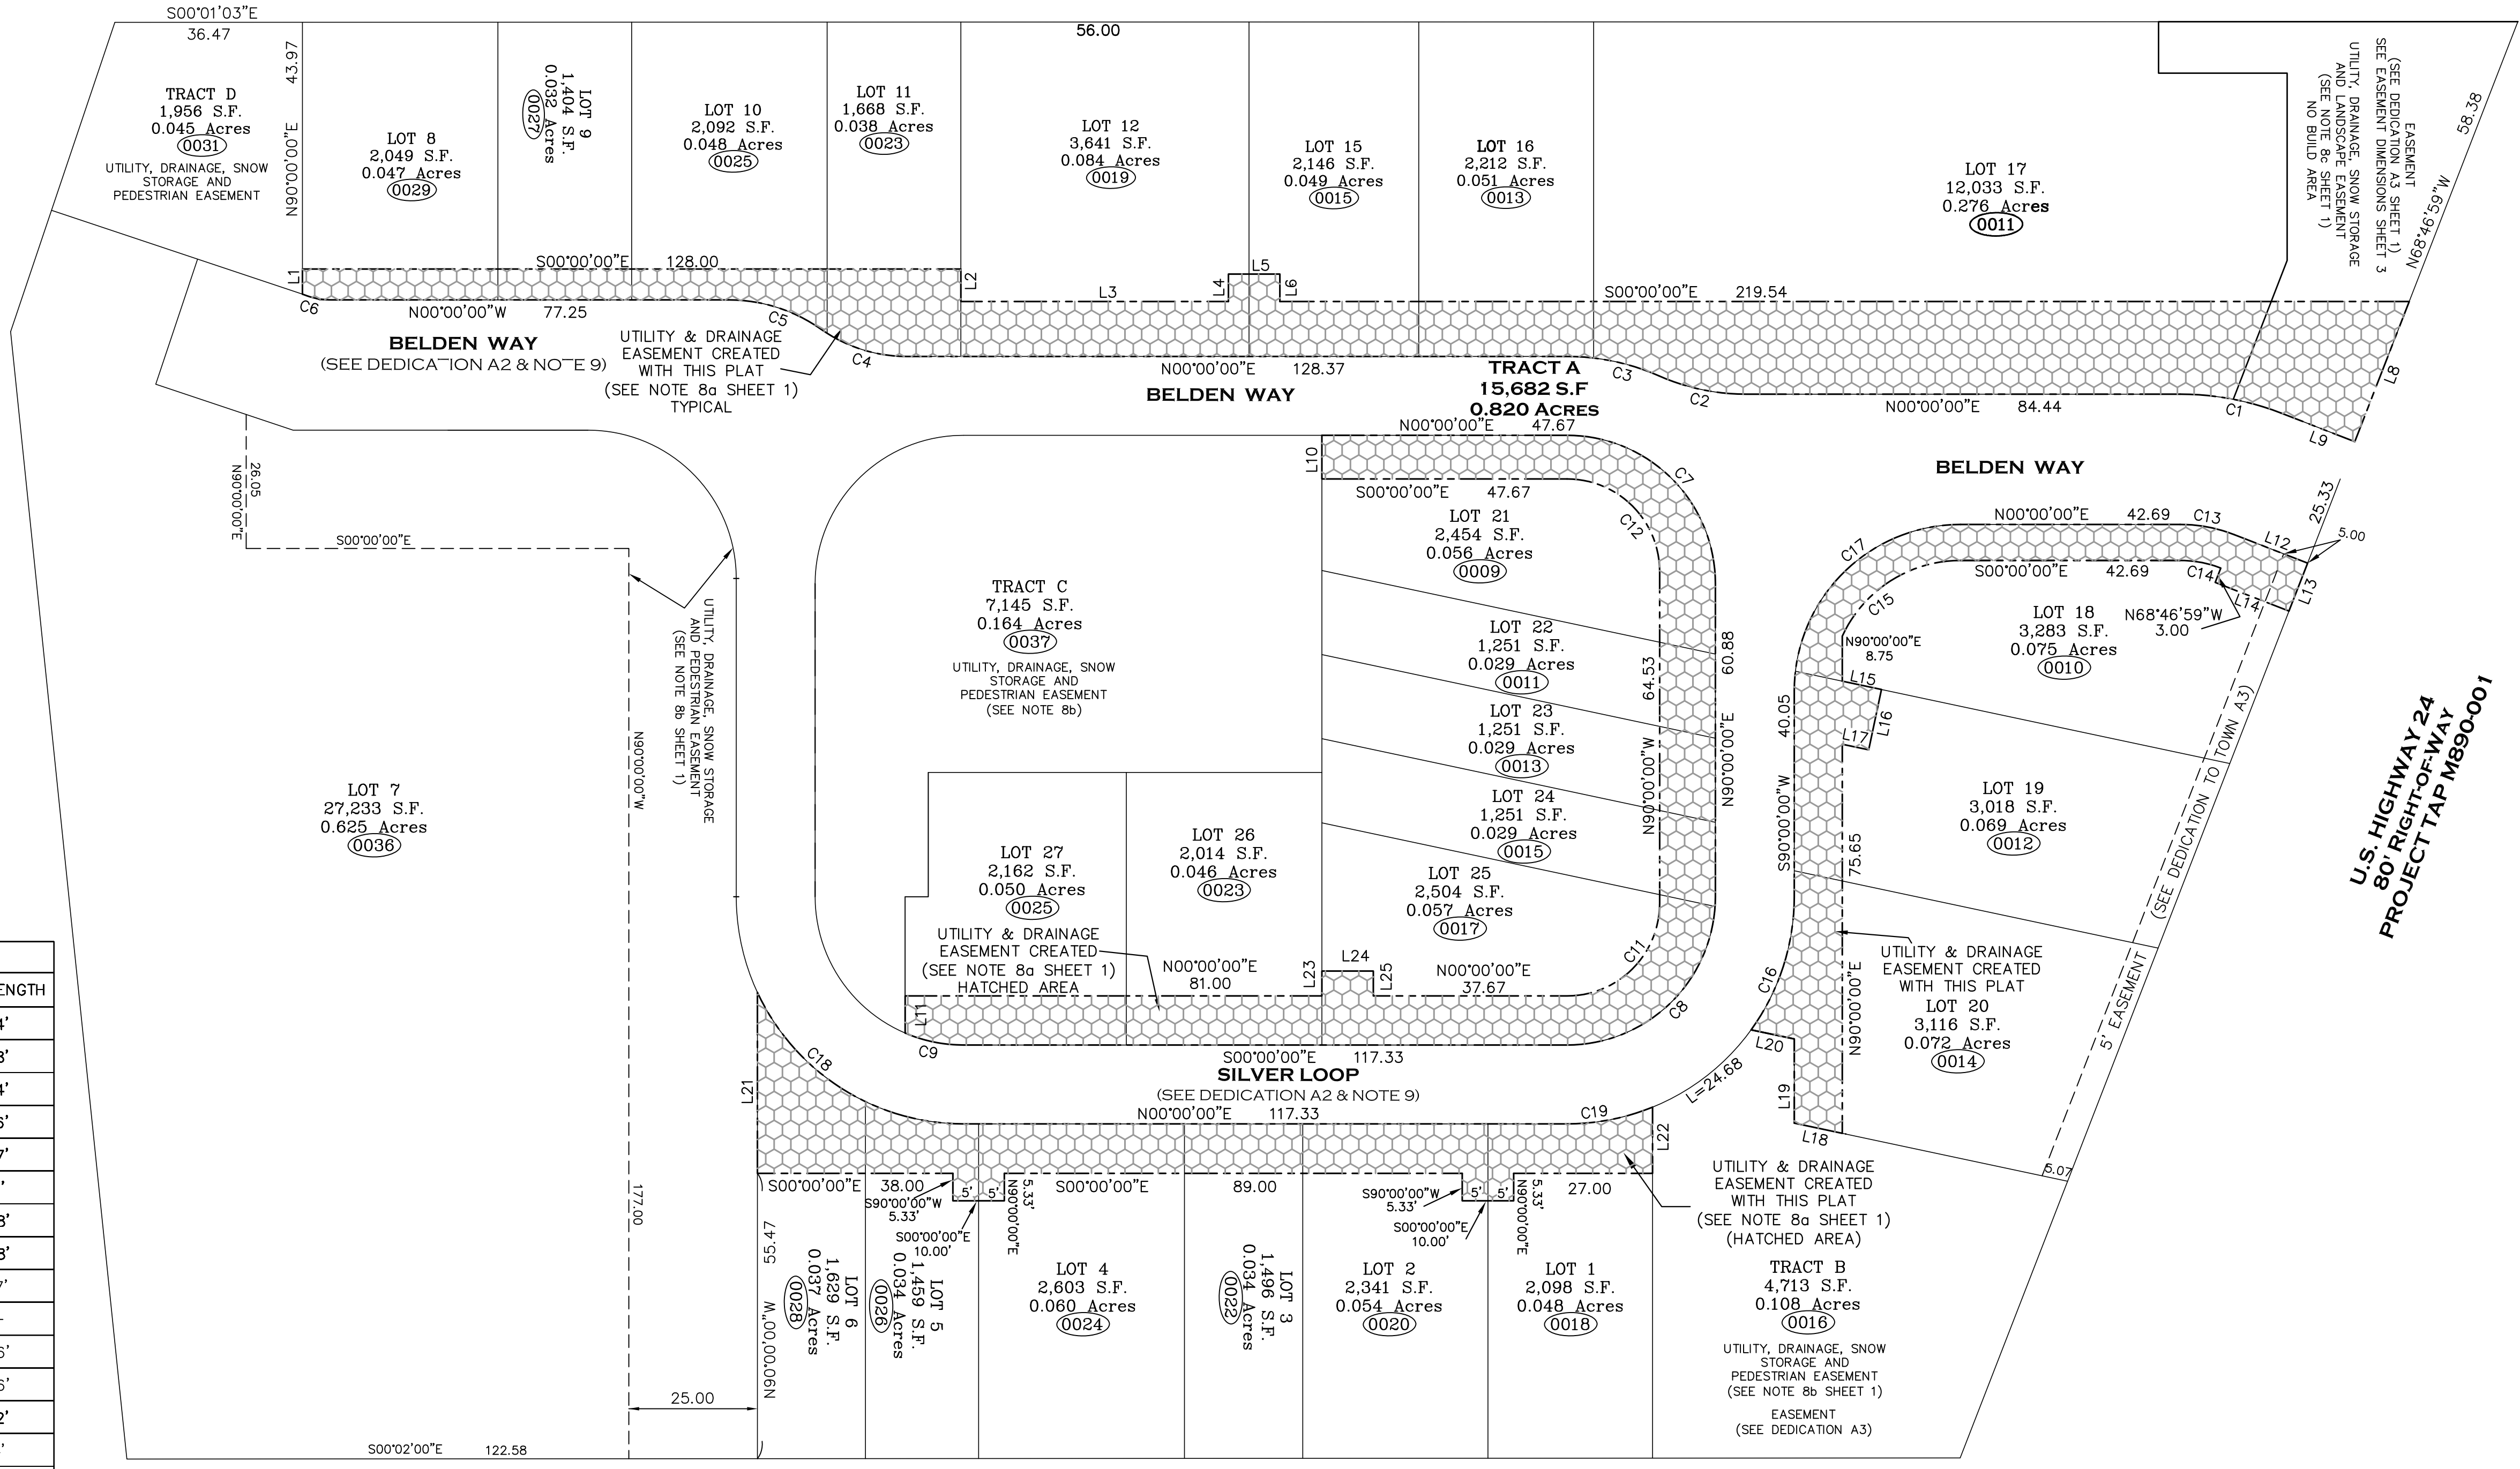 S00°01'03"E
36.47
43.97
N90°00'00"E
TRACT D
1,956 S.F.
0.045 Acres
0031
UTILITY, DRAINAGE, SNOW
STORAGE AND
PEDESTRIAN EASEMENT
LOT 8
2,049 S.F.
0.047 Acres
0029
LOT 9
1,404 S.F.
0.032 Acres
0027
LOT 10
2,092 S.F.
0.048 Acres
0025
LOT 11
1,668 S.F.
0.038 Acres
0023
56.00
LOT 12
3,641 S.F.
0.084 Acres
0019
LOT 15
2,146 S.F.
0.049 Acres
0015
LOT 16
2,212 S.F.
0.051 Acres
0013
LOT 17
12,033 S.F.
0.276 Acres
0011
EASEMENT
(SEE DEDICATION A3 SHEET 1)
SEE EASEMENT DIMENSIONS SHEET 3
UTILITY, DRAINAGE, SNOW STORAGE
AND LANDSCAPE EASEMENT
(SEE NOTE 8c SHEET 1)
NO BUILD AREA
58.38
N68°46'59"W
L1
S00°00'00"E 128.00
L2
L3
L4
L5
L6
S00°00'00"E 219.54
C6
N00°00'00"W 77.25
C5
C4
BELDEN WAY
(SEE DEDICATION A2 & NOTE 9)
UTILITY & DRAINAGE
EASEMENT CREATED
WITH THIS PLAT
(SEE NOTE 8a SHEET 1)
TYPICAL
N00°00'00"E 128.37
BELDEN WAY
TRACT A
15,682 S.F
0.820 ACRES
C3
C2
N00°00'00"E 84.44
C1
L8
L9
BELDEN WAY
N00°00'00"E 47.67
L10
S00°00'00"E 47.67
C7
C12
26.05
N90°00'00"E
S00°00'00"E
UTILITY, DRAINAGE, SNOW STORAGE
AND PEDESTRIAN EASEMENT
(SEE NOTE 8b SHEET 1)
N90°00'00"W
177.00
LOT 7
27,233 S.F.
0.625 Acres
0036
TRACT C
7,145 S.F.
0.164 Acres
0037
UTILITY, DRAINAGE, SNOW
STORAGE AND
PEDESTRIAN EASEMENT
(SEE NOTE 8b)
LOT 21
2,454 S.F.
0.056 Acres
0009
LOT 22
1,251 S.F.
0.029 Acres
0011
LOT 23
1,251 S.F.
0.029 Acres
0013
LOT 24
1,251 S.F.
0.029 Acres
0015
LOT 25
2,504 S.F.
0.057 Acres
0017
64.53
N90°00'00"W
60.88
N90°00'00"E
LOT 26
2,014 S.F.
0.046 Acres
0023
LOT 27
2,162 S.F.
0.050 Acres
0025
UTILITY & DRAINAGE
EASEMENT CREATED
(SEE NOTE 8a SHEET 1)
HATCHED AREA
N00°00'00"E
81.00
L23
L24
L25
N00°00'00"E
37.67
C11
C8
L11
C9
S00°00'00"E 117.33
SILVER LOOP
(SEE DEDICATION A2 & NOTE 9)
N00°00'00"E 117.33
C19
L=24.68
C18
L21
L22
N00°00'00"E 42.69
C13
L12
25.33
5.00
C17
S00°00'00"E 42.69
C14
L14
L13
C15
N68°46'59"W
3.00
LOT 18
3,283 S.F.
0.075 Acres
0010
N90°00'00"E
8.75
L15
L16
L17
40.05
S90°00'00"W
75.65
N90°00'00"E
LOT 19
3,018 S.F.
0.069 Acres
0012
UTILITY & DRAINAGE
EASEMENT CREATED
WITH THIS PLAT
LOT 20
3,116 S.F.
0.072 Acres
0014
C16
L20
L19
L18
5' EASEMENT (SEE DEDICATION TO TOWN A3)
5.07
U.S. HIGHWAY 24
80' RIGHT-OF-WAY
PROJECT TAP M890-001
S00°00'00"E 38.00
S90°00'00"W
5.33'
5' 5'
5.33'
N90°00'00"E
S00°00'00"E
10.00'
S00°00'00"E 89.00
S90°00'00"W
5.33'
5' 5'
5.33'
N90°00'00"E
S00°00'00"E
10.00'
27.00
55.47
N90°00'00"W
25.00
LOT 6
1,629 S.F.
0.037 Acres
0028
LOT 5
1,459 S.F.
0.034 Acres
0026
LOT 4
2,603 S.F.
0.060 Acres
0024
LOT 3
1,496 S.F.
0.034 Acres
0022
LOT 2
2,341 S.F.
0.054 Acres
0020
LOT 1
2,098 S.F.
0.048 Acres
0018
UTILITY & DRAINAGE
EASEMENT CREATED
WITH THIS PLAT
(SEE NOTE 8a SHEET 1)
(HATCHED AREA)
TRACT B
4,713 S.F.
0.108 Acres
0016
UTILITY, DRAINAGE, SNOW
STORAGE AND
PEDESTRIAN EASEMENT
(SEE NOTE 8b SHEET 1)
EASEMENT
(SEE DEDICATION A3)
S00°02'00"E 122.58